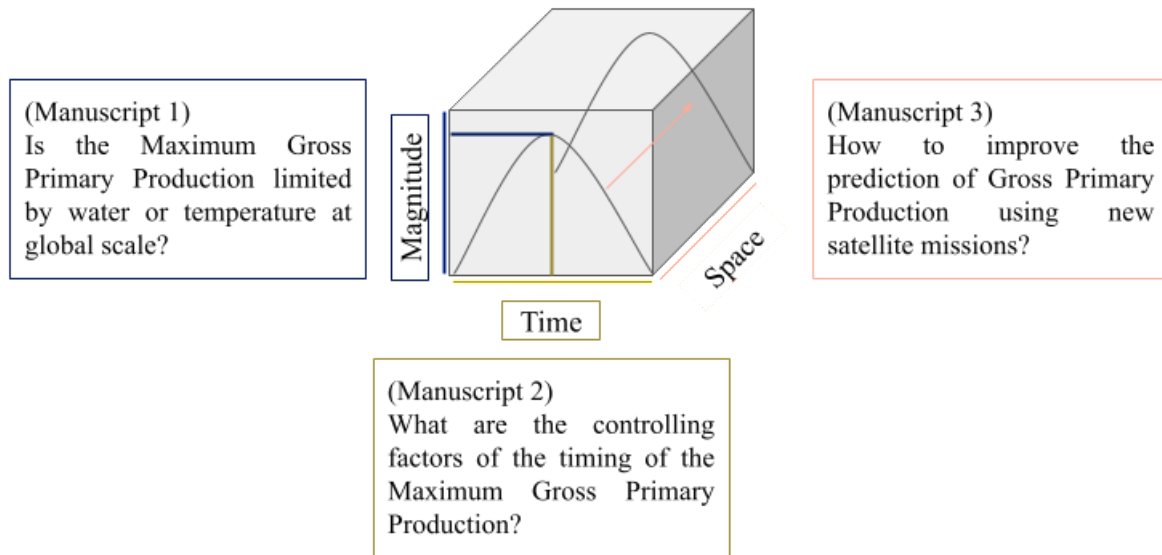 (Manuscript 1)
Is the Maximum Gross
Primary Production limited
by water or temperature at
global scale?
Magnitude
Time
Space
(Manuscript 3)
How to improve the
prediction of Gross Primary
Production using new
satellite missions?
(Manuscript 2)
What are the controlling
factors of the timing of the
Maximum Gross Primary
Production?